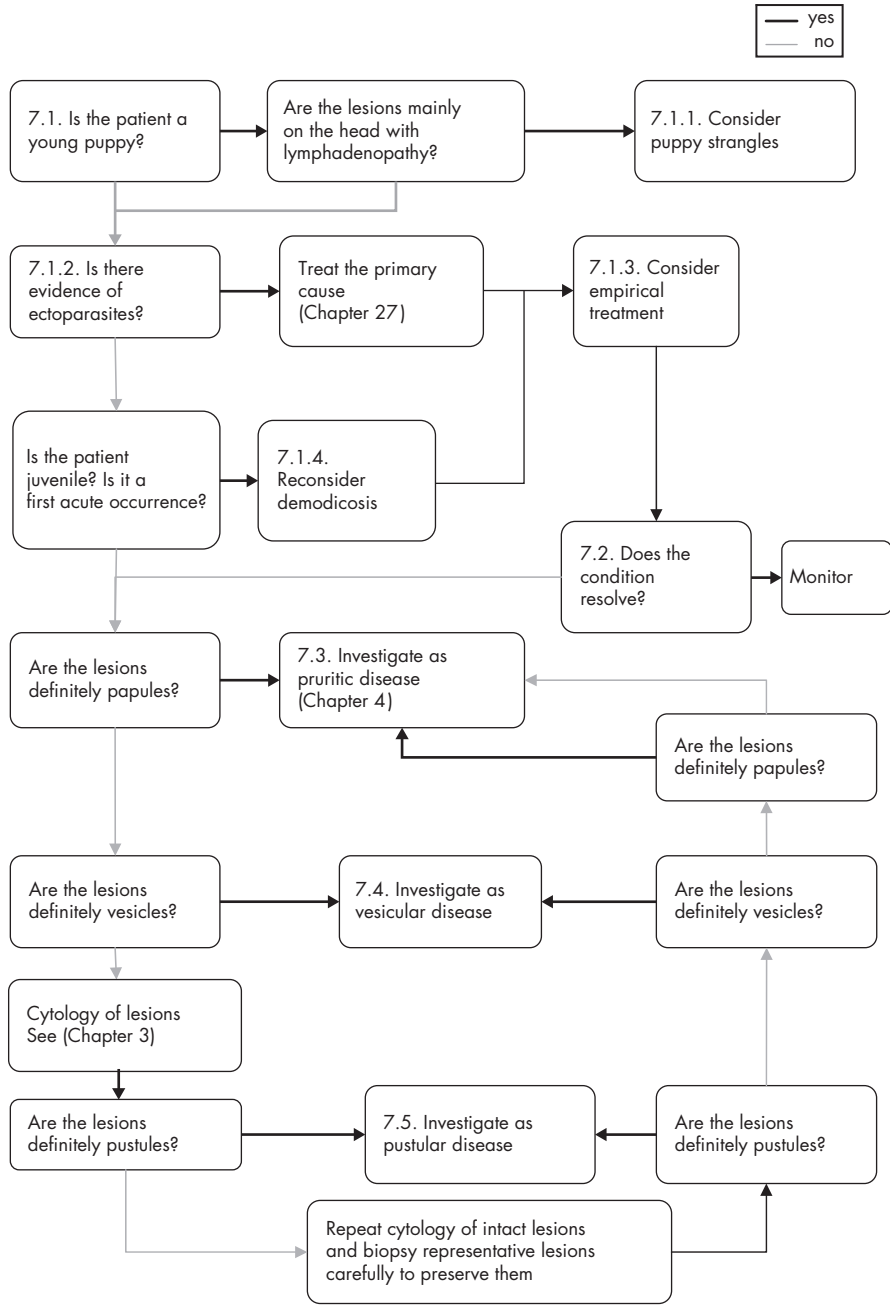 yes
no
7.1. Is the patient a
young puppy?
Are the lesions mainly
on the head with
lymphadenopathy?
7.1.1. Consider
puppy strangles
7.1.2. Is there
evidence of
ectoparasites?
Treat the primary
cause
(Chapter 27)
7.1.3. Consider
empirical
treatment
Is the patient
juvenile? Is it a
first acute occurrence?
7.1.4.
Reconsider
demodicosis
7.2. Does the
condition
resolve?
Monitor
Are the lesions
definitely papules?
7.3. Investigate as
pruritic disease
(Chapter 4)
Are the lesions
definitely papules?
Are the lesions
definitely vesicles?
7.4. Investigate as
vesicular disease
Are the lesions
definitely vesicles?
Cytology of lesions
See (Chapter 3)
Are the lesions
definitely pustules?
7.5. Investigate as
pustular disease
Are the lesions
definitely pustules?
Repeat cytology of intact lesions
and biopsy representative lesions
carefully to preserve them